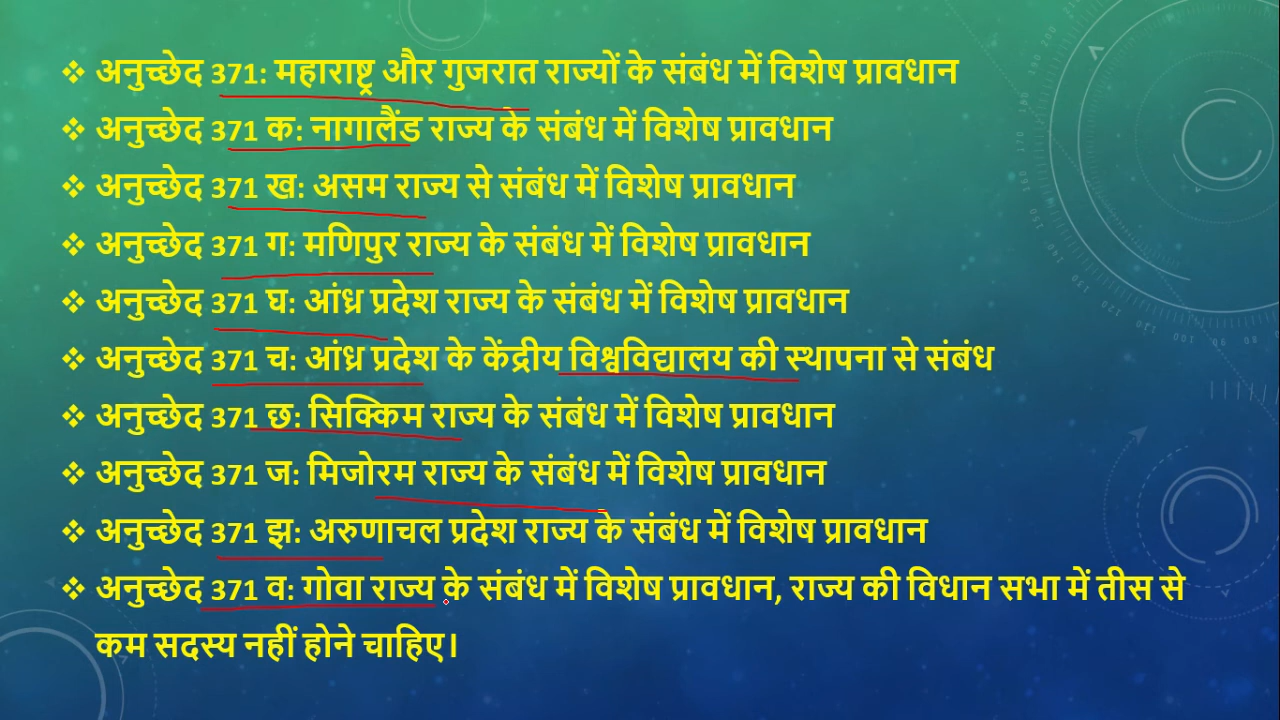 ❖ अनुच्छेद 371: महाराष्ट्र और गुजरात राज्यों के संबंध में विशेष प्रावधान
❖ अनुच्छेद 371 क: नागालैंड राज्य के संबंध में विशेष प्रावधान
❖ अनुच्छेद 371 ख: असम राज्य से संबंध में विशेष प्रावधान
❖ अनुच्छेद 371 ग: मणिपुर राज्य के संबंध में विशेष प्रावधान
❖ अनुच्छेद 371 घ: आंध्र प्रदेश राज्य के संबंध में विशेष प्रावधान
❖ अनुच्छेद 371 च: आंध्र प्रदेश के केंद्रीय विश्वविद्यालय की स्थापना से संबंध
❖ अनुच्छेद 371 छ: सिक्किम राज्य के संबंध में विशेष प्रावधान
❖ अनुच्छेद 371 ज: मिजोरम राज्य के संबंध में विशेष प्रावधान
❖ अनुच्छेद 371 झ: अरुणाचल प्रदेश राज्य के संबंध में विशेष प्रावधान
❖ अनुच्छेद 371 व: गोवा राज्य के संबंध में विशेष प्रावधान, राज्य की विधान सभा में तीस से
कम सदस्य नहीं होने चाहिए।